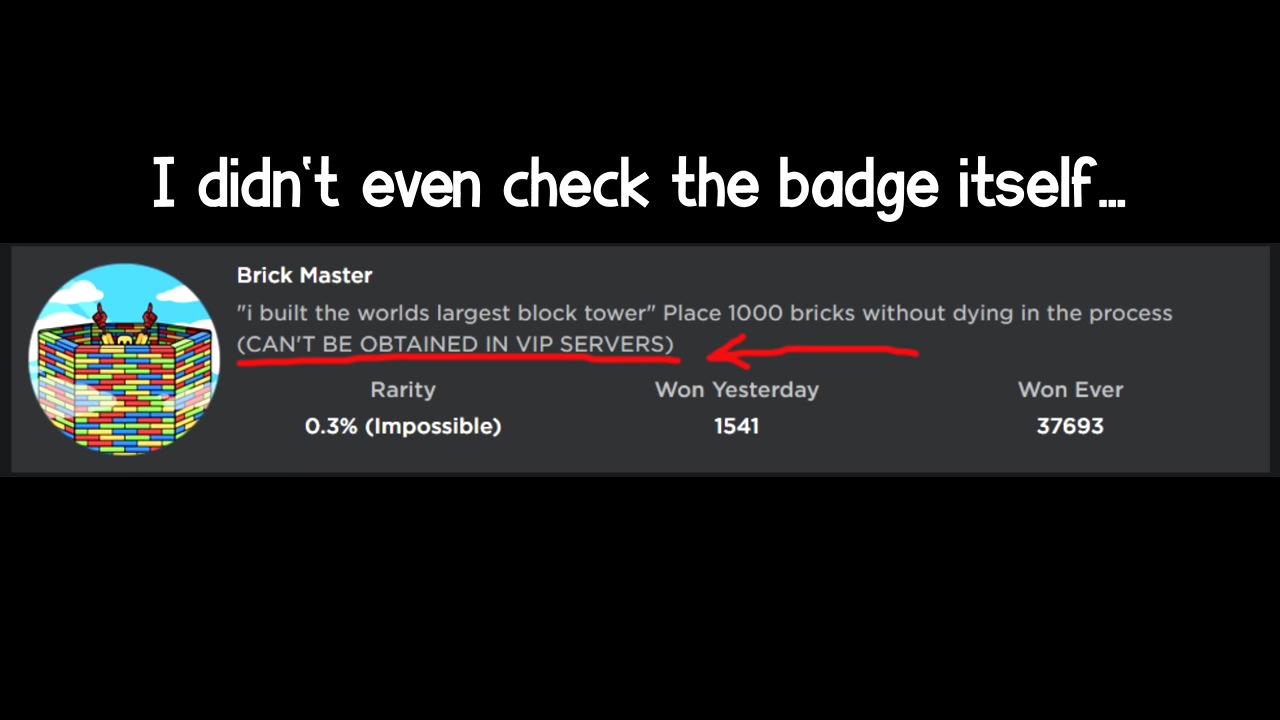 I didn't even check the badge itself...
Brick Master
"i built the worlds largest block tower" Place 1000 bricks without dying in the process
(CAN'T BE OBTAINED IN VIP SERVERS)
Rarity Won Yesterday Won Ever
0.3% (Impossible) 1541 37693